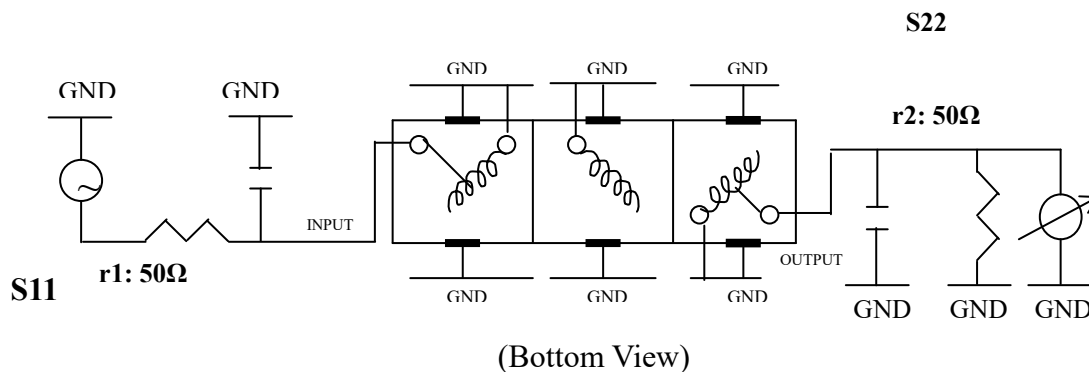 S22
GND
GND
GND
GND
GND
r2: 50Ω
INPUT
r1: 50Ω
S11
OUTPUT
GND
GND
GND
GND
GND
GND
(Bottom View)